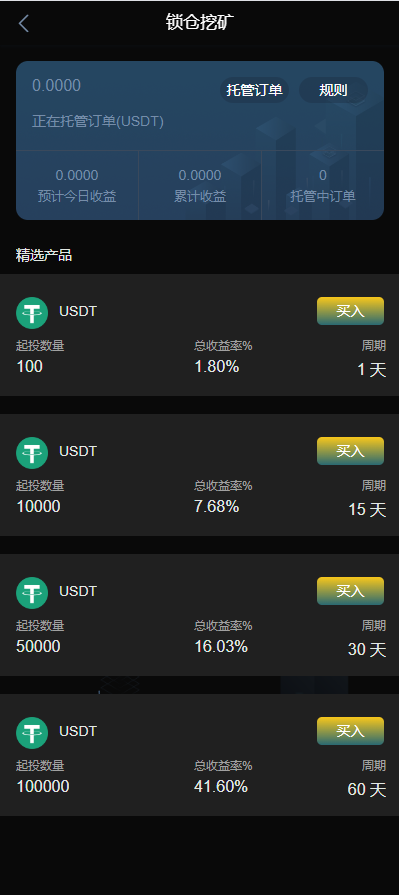 锁仓挖矿
0.0000
托管订单 规则
正在托管订单(USDT)
0.0000 0.0000 0
预计今日收益 累计收益 托管中订单
精选产品
USDT 买入
起投数量 总收益率% 周期
100 1.80% 1 天
USDT 买入
起投数量 总收益率% 周期
10000 7.68% 15 天
USDT 买入
起投数量 总收益率% 周期
50000 16.03% 30 天
USDT 买入
起投数量 总收益率% 周期
100000 41.60% 60 天